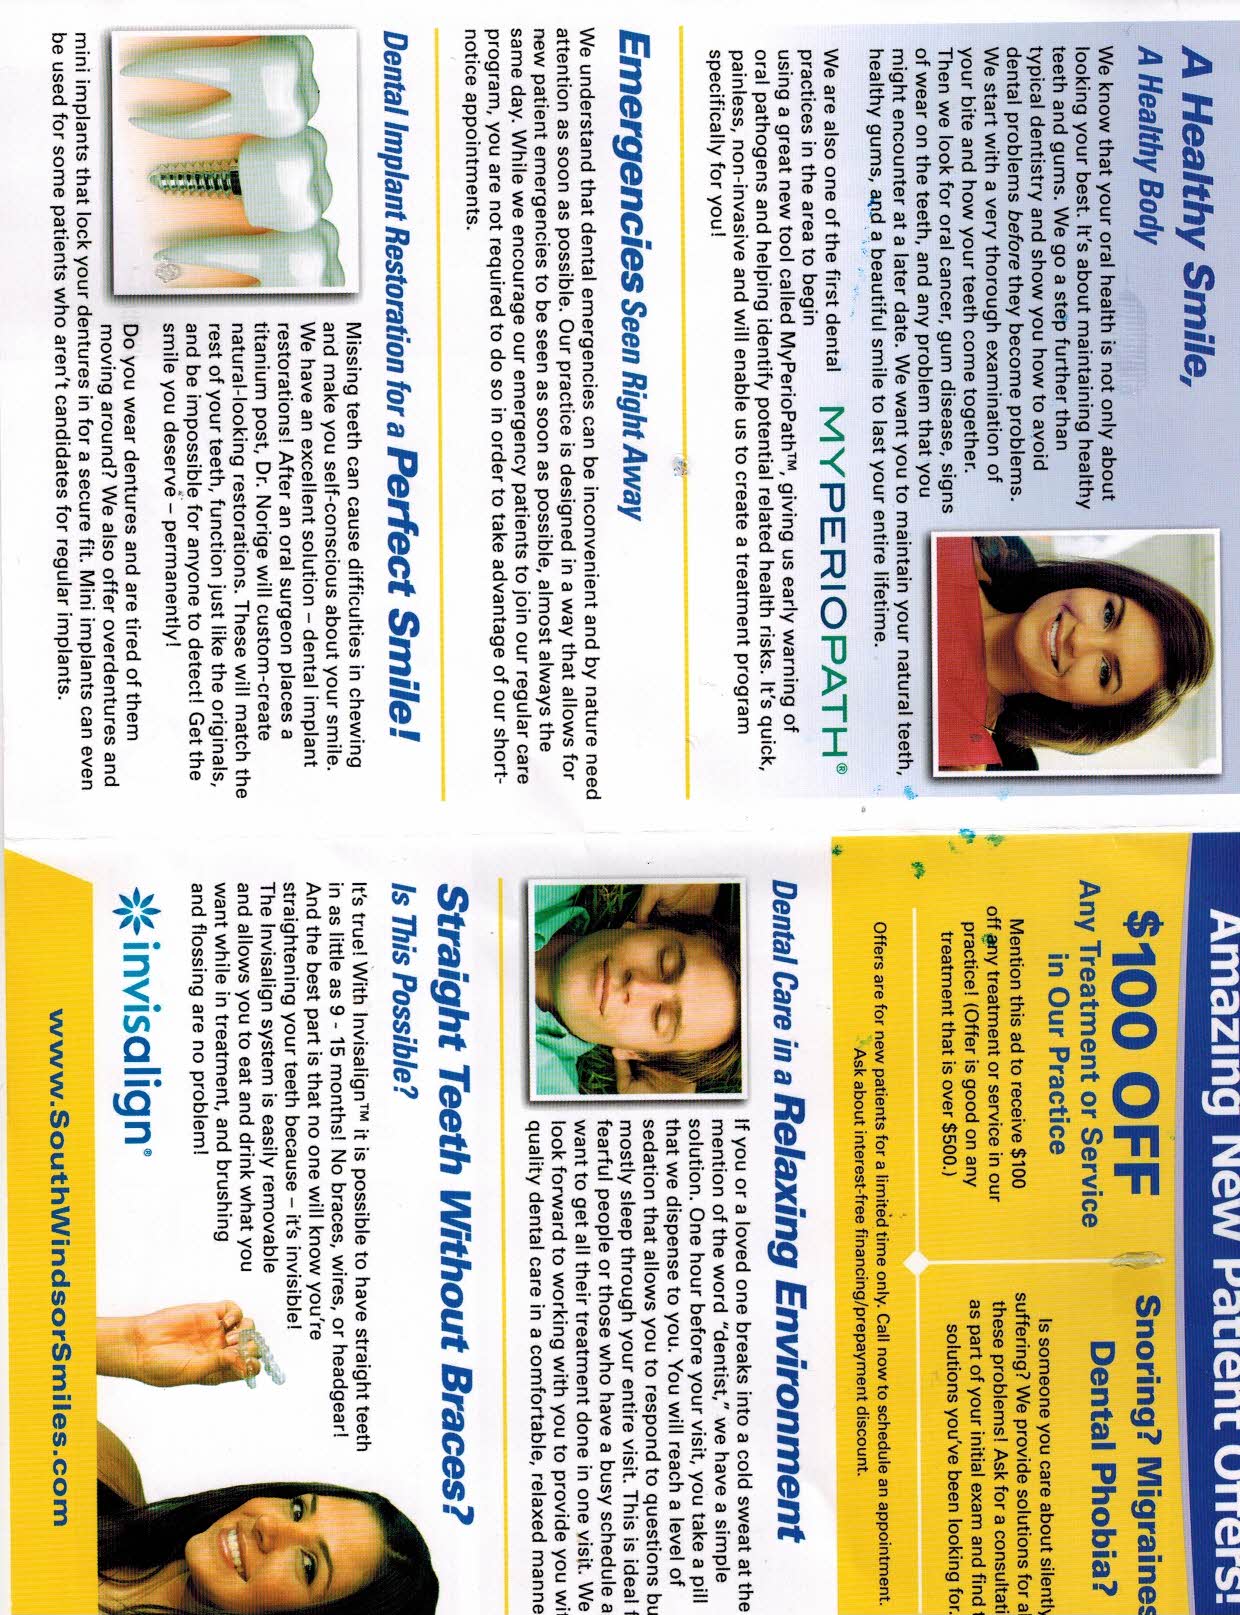 A Healthy Smile,
A Healthy Body
We know that your oral health is not only about
looking your best. It's about maintaining healthy
teeth and gums. We go a step further than
typical dentistry and show you how to avoid
dental problems before they become problems.
We start with a very thorough examination of
your bite and how your teeth come together.
Then we look for oral cancer, gum disease, signs
of wear on the teeth, and any problem that you
might encounter at a later date. We want you to maintain your natural teeth,
healthy gums, and a beautiful smile to last your entire lifetime.
We are also one of the first dental
practices in the area to begin
MYPERIOPATH®
using a great new tool called MyPerioPath™, giving us early warning of
oral pathogens and helping identify potential related health risks. It's quick,
painless, non-invasive and will enable us to create a treatment program
specifically for you!
Emergencies Seen Right Away
We understand that dental emergencies can be inconvenient and by nature need
attention as soon as possible. Our practice is designed in a way that allows for
new patient emergencies to be seen as soon as possible, almost always the
same day. While we encourage our emergency patients to join our regular care
program, you are not required to do so in order to take advantage of our short-
notice appointments.
Dental Implant Restoration for a Perfect Smile!
Missing teeth can cause difficulties in chewing
and make you self-conscious about your smile.
We have an excellent solution – dental implant
restorations! After an oral surgeon places a
titanium post, Dr. Norige will custom-create
natural-looking restorations. These will match the
rest of your teeth, function just like the originals,
and be impossible for anyone to detect! Get the
smile you deserve – permanently!
Do you wear dentures and are tired of them
moving around? We also offer overdentures and
mini implants that lock your dentures in for a secure fit. Mini implants can even
be used for some patients who aren't candidates for regular implants.
Amazing New Patient Offers!
$100 OFF
Any Treatment or Service
in Our Practice
Mention this ad to receive $100
off any treatment or service in our
practice! (Offer is good on any
treatment that is over $500.)
Snoring? Migraines
Dental Phobia?
Is someone you care about silently
suffering? We provide solutions for
these problems! Ask for a
as part of your initial exam and find
solutions you've been looking for.
Offers are for new patients for a limited time only. Call now to schedule an appointment.
Ask about interest-free financing/prepayment discount.
Dental Care in a Relaxing Environment
If you or a loved one breaks into a cold sweat at the
mention of the word "dentist," we have a simple
solution. One hour before your visit, you take a pill
that we dispense to you. You will reach a level of
sedation that allows you to respond to questions
mostly sleep through your entire visit. This is ideal
fearful people or those who have a busy schedule
want to get all their treatment done in one visit. We
look forward to working with you to provide you
quality dental care in a comfortable, relaxed
Straight Teeth Without Braces?
Is This Possible?
It's true! With Invisalign™ it is possible to have straight teeth
in as little as 9 - 15 months! No braces, wires, or headgear!
And the best part is that no one will know you're
straightening your teeth because – it's invisible!
The Invisalign system is easily removable
and allows you to eat and drink what you
want while in treatment, and brushing
and flossing are no problem!
invisalign®
www.SouthWindsorSmiles.com